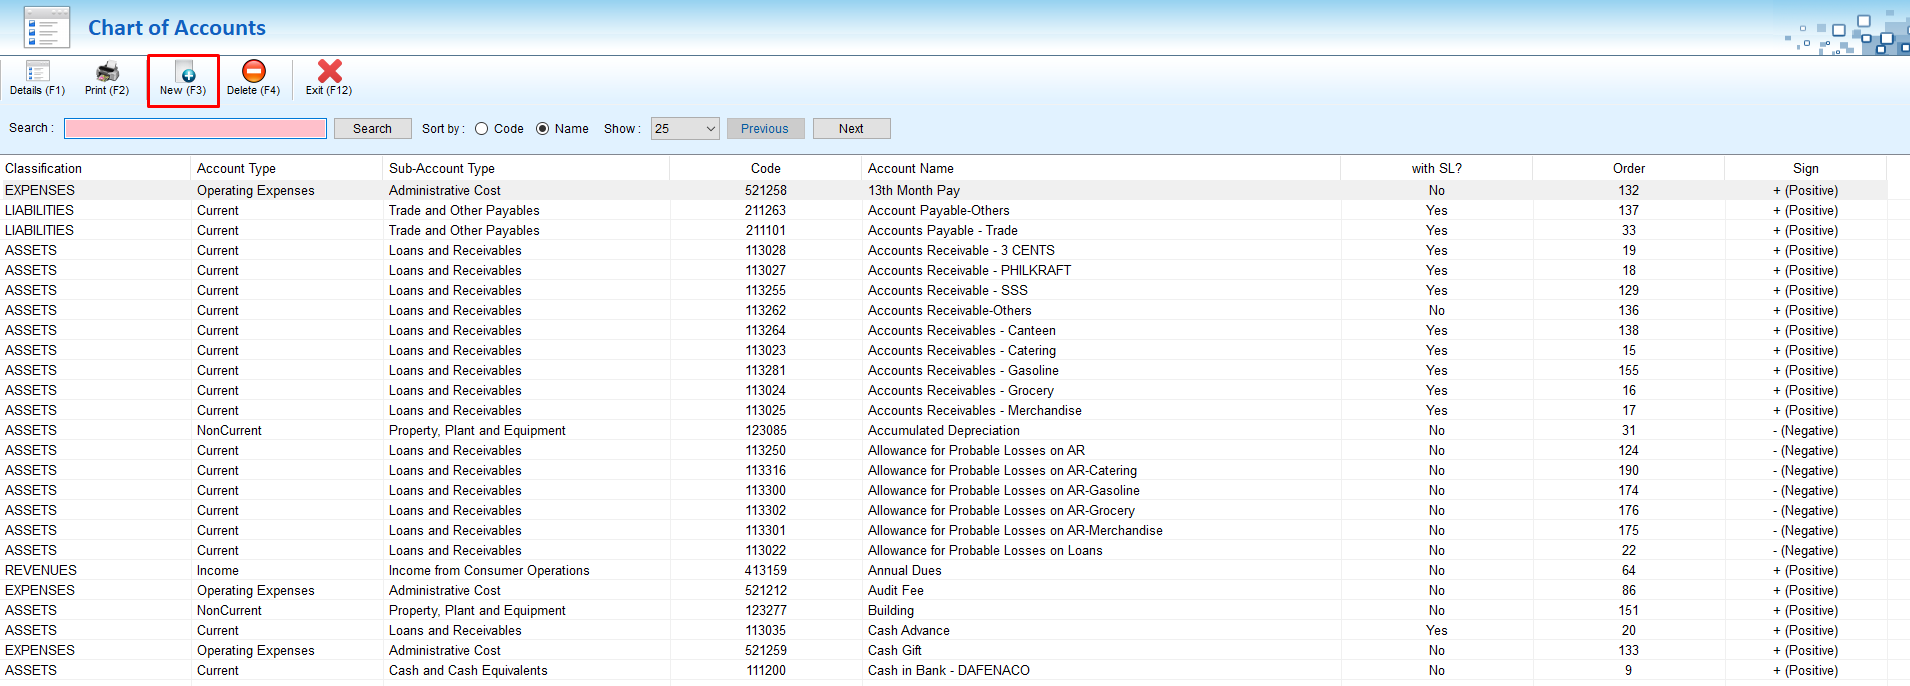 Chart of Accounts
Details (F1) Print (F2) New (F3) Delete (F4) Exit (F12)
Search : Search Sort by : Code Name Show : 25 Previous Next
Classification Account Type Sub-Account Type Code Account Name with SL? Order Sign
EXPENSES Operating Expenses Administrative Cost 521258 13th Month Pay No 132 + (Positive)
LIABILITIES Current Trade and Other Payables 211263 Account Payable-Others Yes 137 + (Positive)
LIABILITIES Current Trade and Other Payables 211101 Accounts Payable - Trade Yes 33 + (Positive)
ASSETS Current Loans and Receivables 113028 Accounts Receivable - 3 CENTS Yes 19 + (Positive)
ASSETS Current Loans and Receivables 113027 Accounts Receivable - PHILKRAFT Yes 18 + (Positive)
ASSETS Current Loans and Receivables 113255 Accounts Receivable - SSS Yes 129 + (Positive)
ASSETS Current Loans and Receivables 113262 Accounts Receivable-Others No 136 + (Positive)
ASSETS Current Loans and Receivables 113264 Accounts Receivables - Canteen Yes 138 + (Positive)
ASSETS Current Loans and Receivables 113023 Accounts Receivables - Catering Yes 15 + (Positive)
ASSETS Current Loans and Receivables 113281 Accounts Receivables - Gasoline Yes 155 + (Positive)
ASSETS Current Loans and Receivables 113024 Accounts Receivables - Grocery Yes 16 + (Positive)
ASSETS Current Loans and Receivables 113025 Accounts Receivables - Merchandise Yes 17 + (Positive)
ASSETS NonCurrent Property, Plant and Equipment 123085 Accumulated Depreciation No 31 - (Negative)
ASSETS Current Loans and Receivables 113250 Allowance for Probable Losses on AR No 124 - (Negative)
ASSETS Current Loans and Receivables 113316 Allowance for Probable Losses on AR-Catering No 190 - (Negative)
ASSETS Current Loans and Receivables 113300 Allowance for Probable Losses on AR-Gasoline No 174 - (Negative)
ASSETS Current Loans and Receivables 113302 Allowance for Probable Losses on AR-Grocery No 176 - (Negative)
ASSETS Current Loans and Receivables 113301 Allowance for Probable Losses on AR-Merchandise No 175 - (Negative)
ASSETS Current Loans and Receivables 113022 Allowance for Probable Losses on Loans No 22 - (Negative)
REVENUES Income Income from Consumer Operations 413159 Annual Dues No 64 + (Positive)
EXPENSES Operating Expenses Administrative Cost 521212 Audit Fee No 86 + (Positive)
ASSETS NonCurrent Property, Plant and Equipment 123277 Building No 151 + (Positive)
ASSETS Current Loans and Receivables 113035 Cash Advance Yes 20 + (Positive)
EXPENSES Operating Expenses Administrative Cost 521259 Cash Gift No 133 + (Positive)
ASSETS Current Cash and Cash Equivalents 111200 Cash in Bank - DAFENACO No 9 + (Positive)